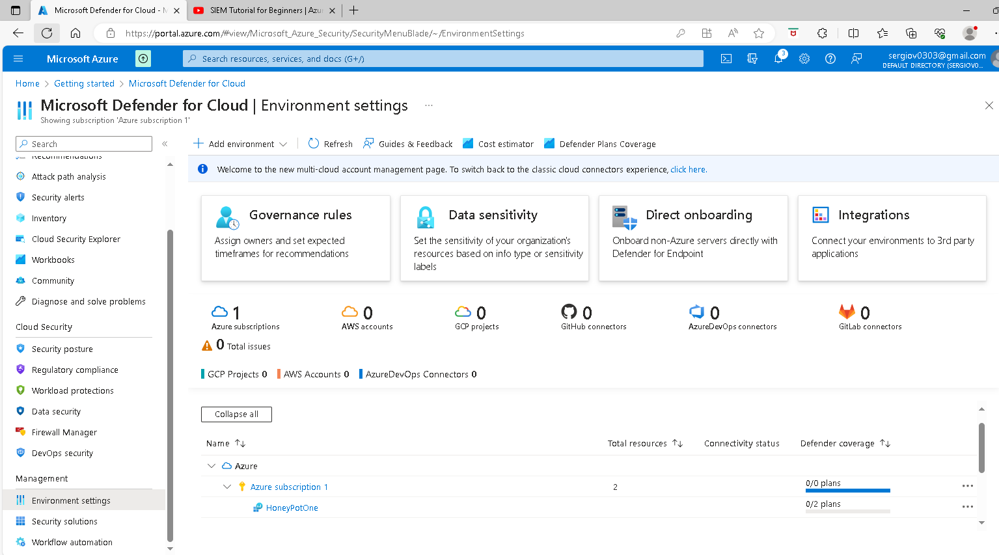 Microsoft Defender for Cloud - M
SIEM Tutorial for Beginners | Azu
https://portal.azure.com/#view/Microsoft_Azure_Security/SecurityMenuBlade/~/EnvironmentSettings
Microsoft Azure
Search resources, services, and docs (G+/)
3
sergiov0303@gmail.com
DEFAULT DIRECTORY (SERGIOV0...
Home > Getting started > Microsoft Defender for Cloud
Microsoft Defender for Cloud | Environment settings ...
Showing subscription 'Azure subscription 1'
Search
«
Recommendations
Attack path analysis
Security alerts
Inventory
Cloud Security Explorer
Workbooks
Community
Diagnose and solve problems
Cloud Security
Security posture
Regulatory compliance
Workload protections
Data security
Firewall Manager
DevOps security
Management
Environment settings
Security solutions
Workflow automation
Add environment
Refresh
Guides & Feedback
Cost estimator
Defender Plans Coverage
Welcome to the new multi-cloud account management page. To switch back to the classic cloud connectors experience, click here.
Governance rules
Assign owners and set expected
timeframes for recommendations
Data sensitivity
Set the sensitivity of your organization's
resources based on info type or sensitivity
labels
Direct onboarding
Onboard non-Azure servers directly with
Defender for Endpoint
Integrations
Connect your environments to 3rd party
applications
1
Azure subscriptions
0
AWS accounts
0
GCP projects
0
GitHub connectors
0
AzureDevOps connectors
0
GitLab connectors
0 Total issues
GCP Projects 0
AWS Accounts 0
AzureDevOps Connectors 0
Collapse all
Name
Total resources
Connectivity status
Defender coverage
Azure
Azure subscription 1
2
0/0 plans
HoneyPotOne
0/2 plans